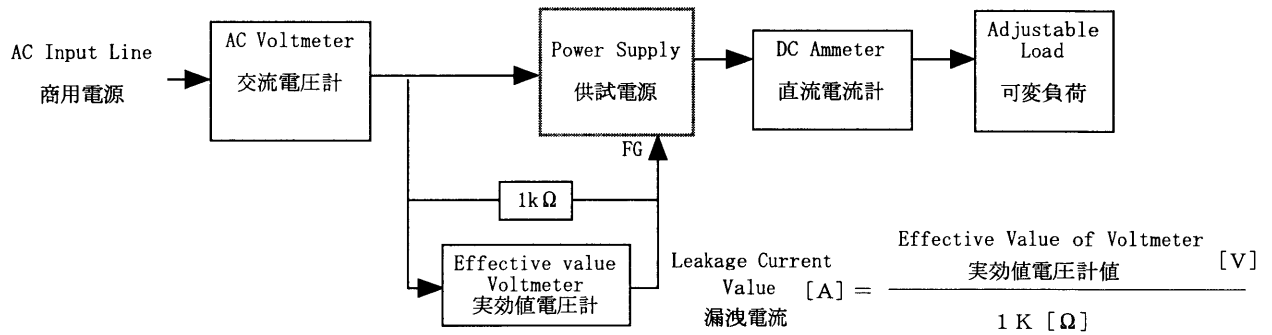 AC Input Line
商用電源
AC Voltmeter
交流電圧計
Power Supply
供試電源
DC Ammeter
直流電流計
Adjustable
Load
可変負荷
FG
1kΩ
Effective value
Voltmeter
実効値電圧計
Leakage Current
Value [A] =
漏洩電流
Effective Value of Voltmeter [V]
実効値電圧計値
1 K [Ω]